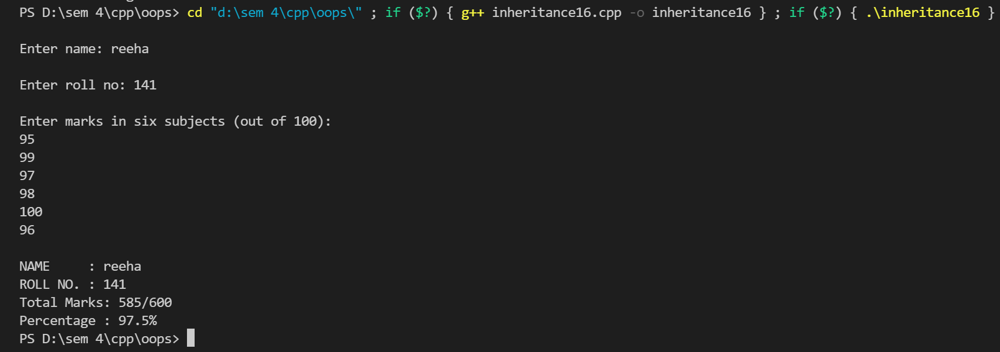 PS D:\sem 4\cpp\oops> cd "d:\sem 4\cpp\oops\" ; if ($?) { g++ inheritance16.cpp -o inheritance16 } ; if ($?) { .\inheritance16 }
Enter name: reeha
Enter roll no: 141
Enter marks in six subjects (out of 100):
95
99
97
98
100
96
NAME     : reeha
ROLL NO. : 141
Total Marks: 585/600
Percentage : 97.5%
PS D:\sem 4\cpp\oops>